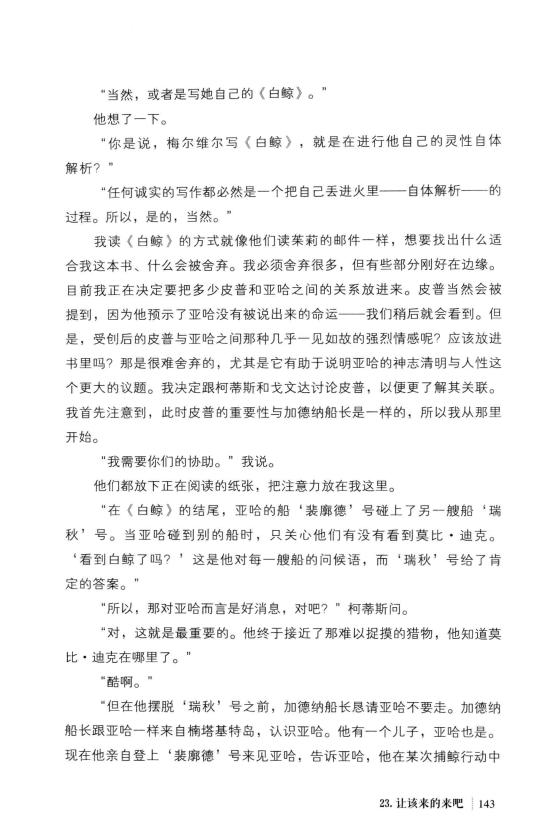 “当然，或者是写她自己的《白鲸》。”
他想了一下。
“你是说，梅尔维尔写《白鲸》，就是在进行他自己的灵性自体
解析？”
“任何诚实的写作都必然是一个把自己丢进火里——自体解析——的
过程。所以，是的，当然。”
我读《白鲸》的方式就像他们读茱莉的邮件一样，想要找出什么适
合我这本书、什么会被舍弃。我必须舍弃很多，但有些部分刚好在边缘。
目前我正在决定要把多少皮普和亚哈之间的关系放进来。皮普当然会被
提到，因为他预示了亚哈没有被说出来的命运——我们稍后就会看到。但
是，受创后的皮普与亚哈之间那种几乎一见如故的强烈情感呢？应该放进
书里吗？那是很难舍弃的，尤其是它有助于说明亚哈的神志清明与人性这
个更大的议题。我决定跟柯蒂斯和戈文达讨论皮普，以便更了解其关联。
我首先注意到，此时皮普的重要性与加德纳船长是一样的，所以我从那里
开始。
“我需要你们的协助。”我说。
他们都放下正在阅读的纸张，把注意力放在我这里。
“在《白鲸》的结尾，亚哈的船‘裴廓德’号碰上了另一艘船‘瑞
秋’号。当亚哈碰到别的船时，只关心他们有没有看到莫比·迪克。
‘看到白鲸了吗？’这是他对每一艘船的问候语，而‘瑞秋’号给了肯
定的答案。”
“所以，那对亚哈而言是好消息，对吧？”柯蒂斯问。
“对，这就是最重要的。他终于接近了那难以捉摸的猎物，他知道莫
比·迪克在哪里了。”
“酷啊。”
“但在他摆脱‘瑞秋’号之前，加德纳船长恳请亚哈不要走。加德纳
船长跟亚哈一样来自楠塔基特岛，认识亚哈。他有一个儿子，亚哈也是。
现在他亲自登上‘裴廓德’号来见亚哈，告诉亚哈，他在某次捕鲸行动中
23. 让该来的来吧 143